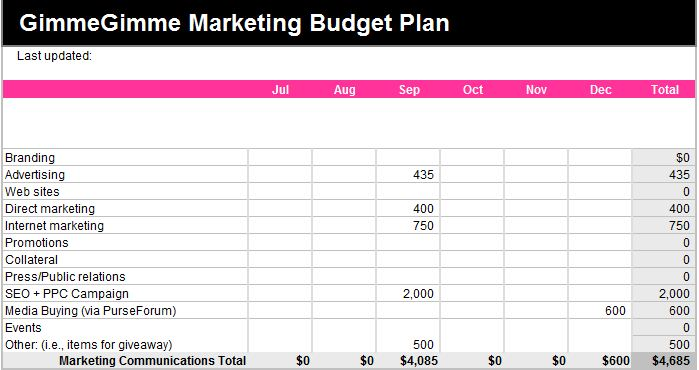 GimmeGimme Marketing Budget Plan
Last updated:
Jul Aug Sep Oct Nov Dec Total
Branding $0
Advertising 435 435
Web sites 0
Direct marketing 400 400
Internet marketing 750 750
Promotions 0
Collateral 0
Press/Public relations 0
SEO + PPC Campaign 2,000 2,000
Media Buying (via PurseForum) 600 600
Events 0
Other: (i.e., items for giveaway) 500 500
Marketing Communications Total $0 $0 $4,085 $0 $0 $600 $4,685